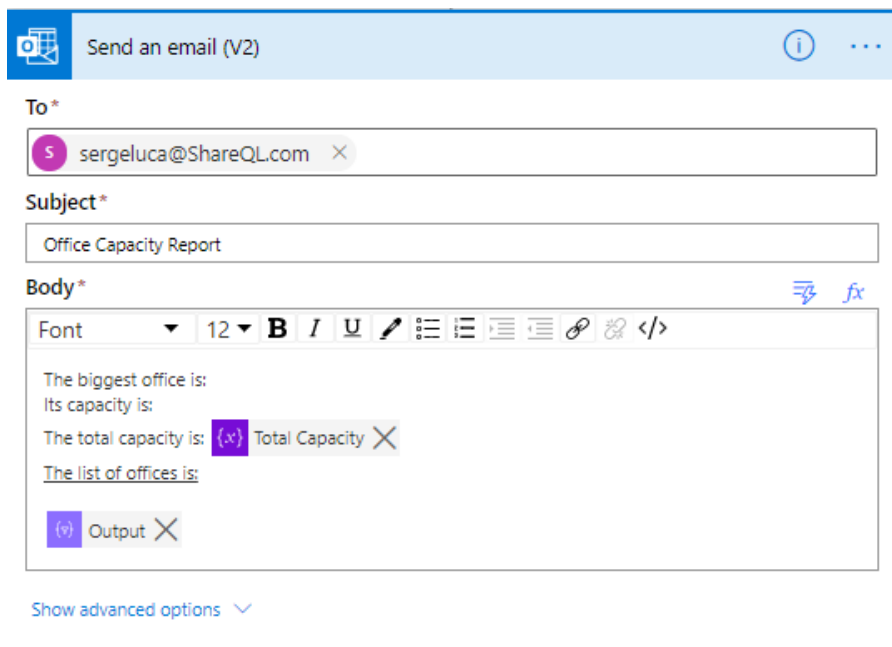 Send an email (V2)
To*
S sergeluca@ShareQL.com
Subject*
Office Capacity Report
Body* fx
Font 12 B I U </>
The biggest office is:
Its capacity is:
The total capacity is: {x} Total Capacity
The list of offices is:
{v} Output
Show advanced options